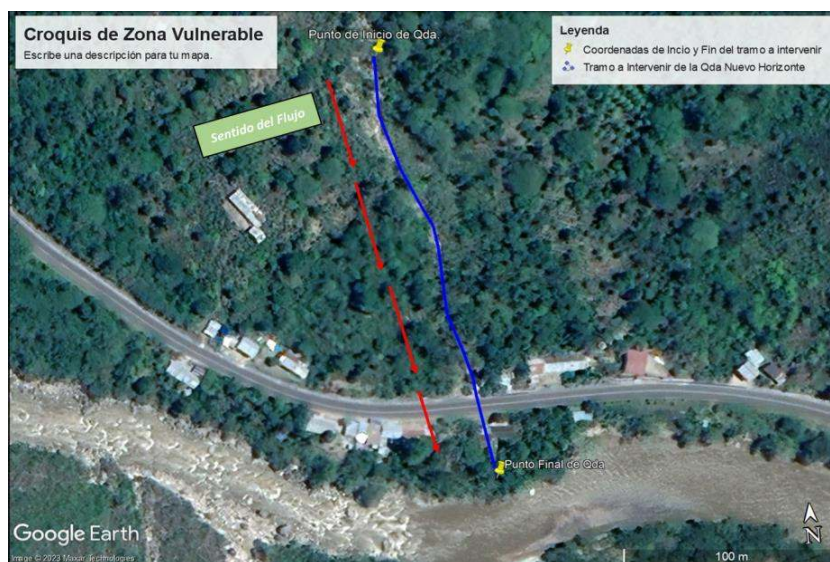 Croquis de Zona Vulnerable
Escribe una descripción para tu mapa.
Punto de Inicio de Qda.
Leyenda
Coordenadas de Incio y Fin del tramo a intervenir
Tramo a Intervenir de la Qda Nuevo Horizonte
Sentido del Flujo
Punto Final de Qda
Google Earth
Image © 2023 Maxar Technologies
N
100 m